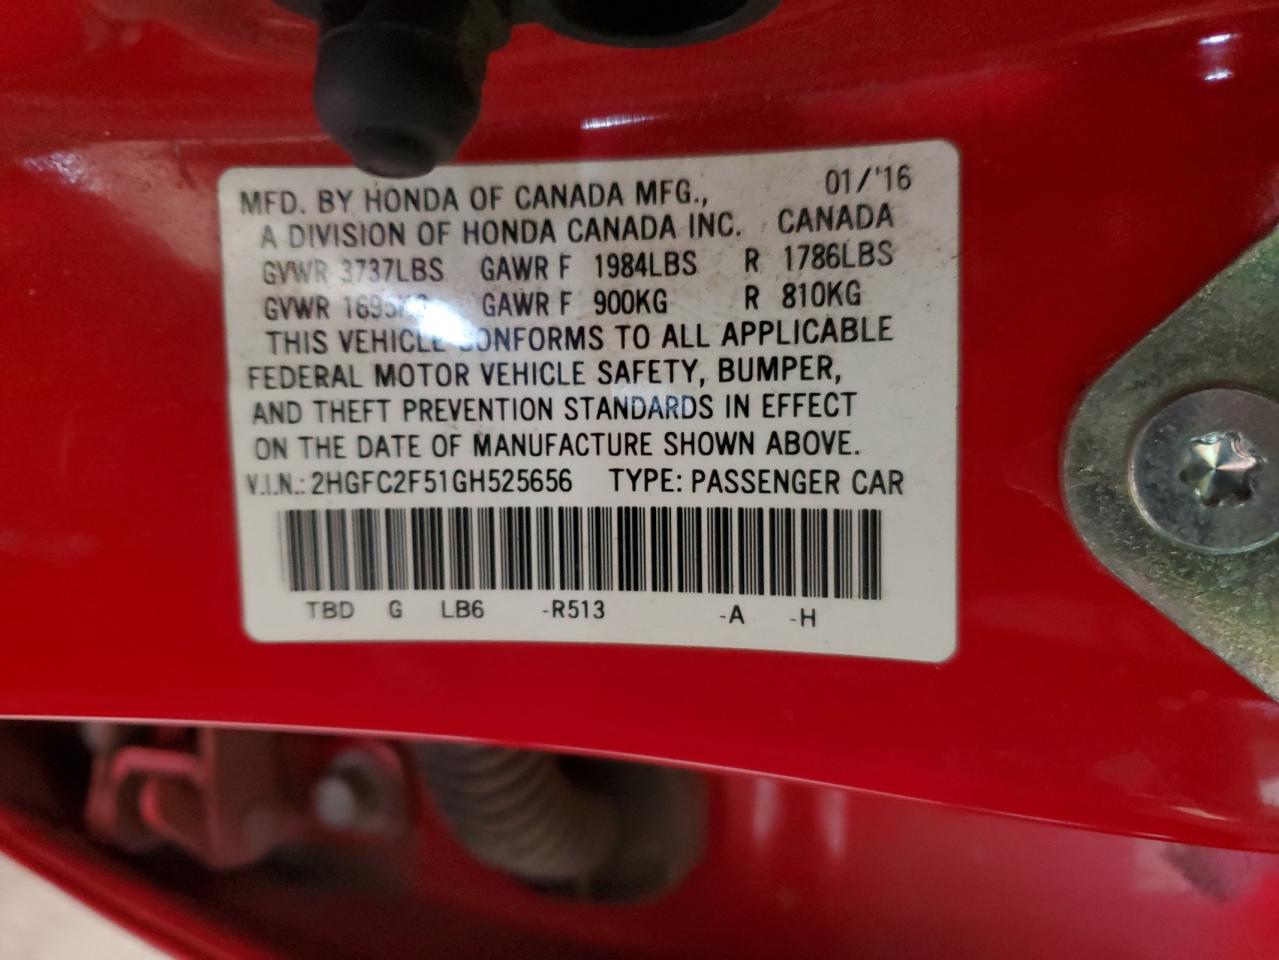 MFD. BY HONDA OF CANADA MFG., 01/'16
A DIVISION OF HONDA CANADA INC. CANADA
GVWR 3737LBS GAWR F 1984LBS R 1786LBS
GVWR 1695KG GAWR F 900KG R 810KG
THIS VEHICLE CONFORMS TO ALL APPLICABLE
FEDERAL MOTOR VEHICLE SAFETY, BUMPER,
AND THEFT PREVENTION STANDARDS IN EFFECT
ON THE DATE OF MANUFACTURE SHOWN ABOVE.
V.I.N.: 2HGFC2F51GH525656 TYPE: PASSENGER CAR
TBD G LB6 -R513 -A -H